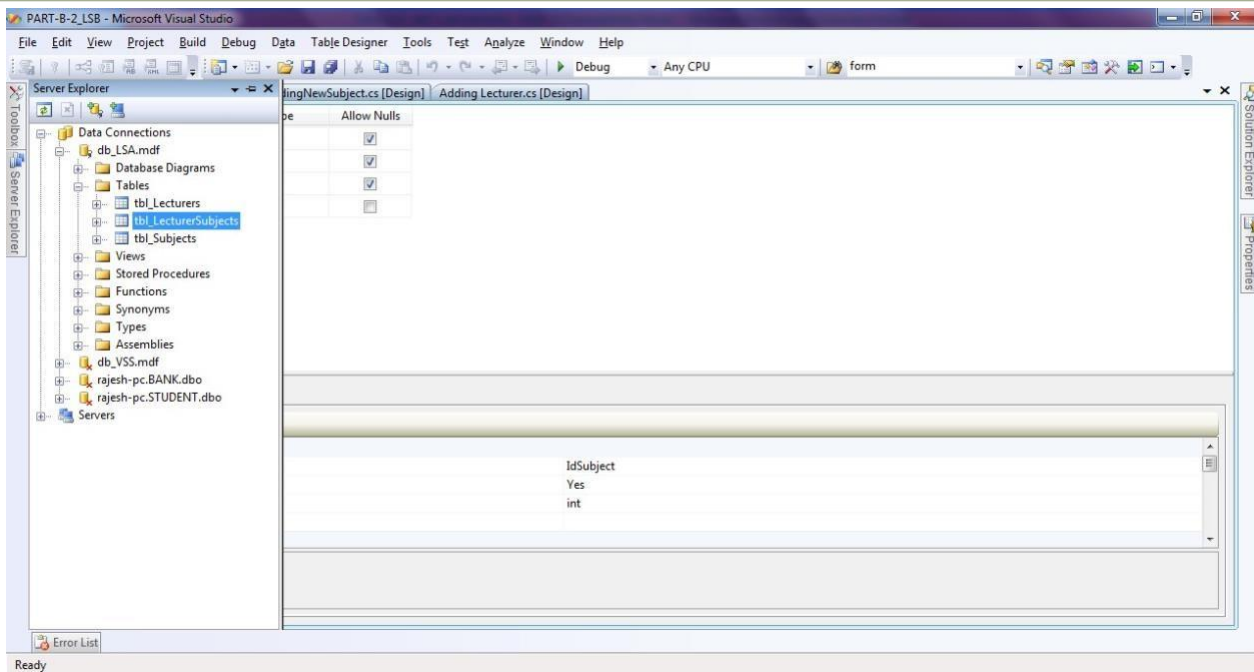 PART-B-2_LSB - Microsoft Visual Studio
File Edit View Project Build Debug Data Table Designer Tools Test Analyze Window Help
Debug Any CPU form
Server Explorer
ingNewSubject.cs [Design] Adding Lecturer.cs [Design]
pe Allow Nulls
Toolbox
Server Explorer
Data Connections
db_LSA.mdf
Database Diagrams
Tables
tbl_Lecturers
tbl_LecturerSubjects
tbl_Subjects
Views
Stored Procedures
Functions
Synonyms
Types
Assemblies
db_VSS.mdf
rajesh-pc.BANK.dbo
rajesh-pc.STUDENT.dbo
Servers
IdSubject
Yes
int
Solution Explorer
Properties
Error List
Ready